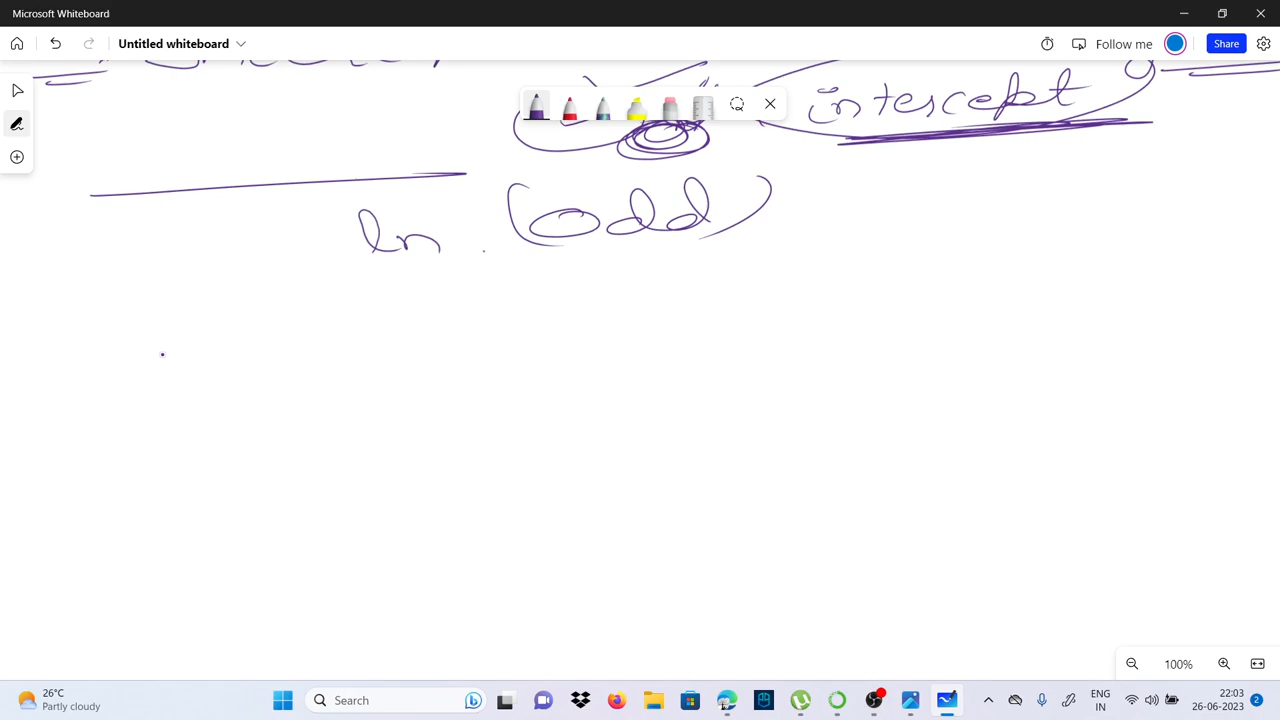 Microsoft Whiteboard
Untitled whiteboard
Follow me
Share
intercept
ln (odd)
100%
26°C
Partly cloudy
Search
ENG
IN
22:03
26-06-2023
2